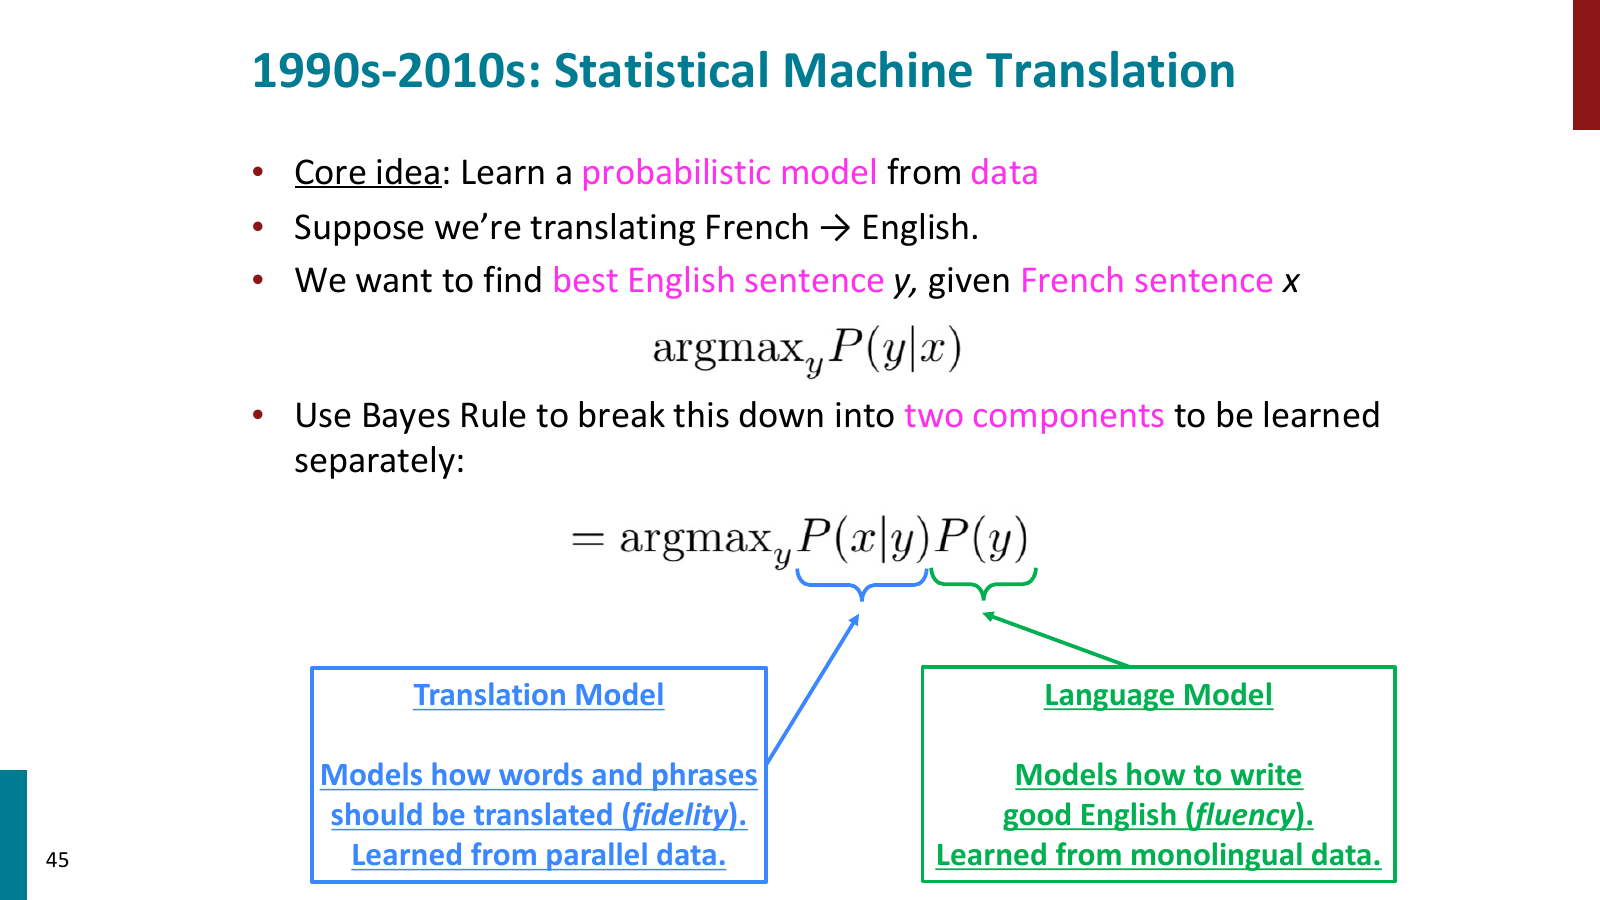 1990s-2010s: Statistical Machine Translation
• Core idea: Learn a probabilistic model from data
• Suppose we’re translating French → English.
• We want to find best English sentence y, given French sentence x
argmax_y P(y|x)
• Use Bayes Rule to break this down into two components to be learned
separately:
= argmax_y P(x|y)P(y)
Translation Model
Models how words and phrases
should be translated (fidelity).
Learned from parallel data.
Language Model
Models how to write
good English (fluency).
Learned from monolingual data.
45